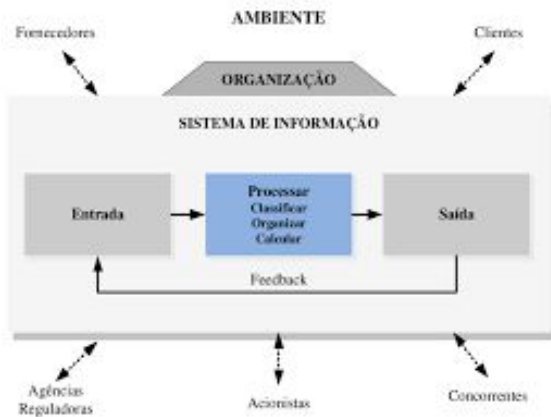 AMBIENTE
Fornecedores
Clientes
ORGANIZAÇÃO
SISTEMA DE INFORMAÇÃO
Entrada
Processar
Classificar
Organizar
Calcular
Saída
Feedback
Agências
Reguladoras
Acionistas
Concorrentes